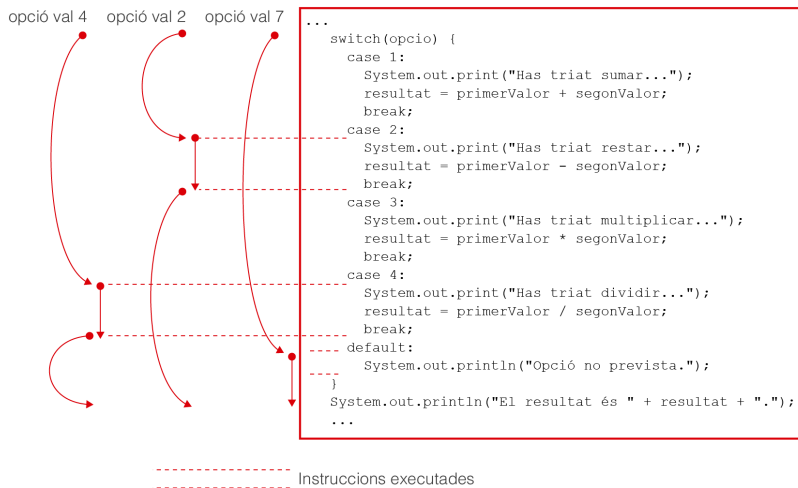 opció val 4 opció val 2 opció val 7
...
switch(opcio) {
case 1:
System.out.print("Has triat sumar...");
resultat = primerValor + segonValor;
break;
case 2:
System.out.print("Has triat restar...");
resultat = primerValor - segonValor;
break;
case 3:
System.out.print("Has triat multiplicar...");
resultat = primerValor * segonValor;
break;
case 4:
System.out.print("Has triat dividir...");
resultat = primerValor / segonValor;
break;
default:
System.out.println("Opció no prevista.");
}
System.out.println("El resultat és " + resultat + ".");
...
Instruccions executades